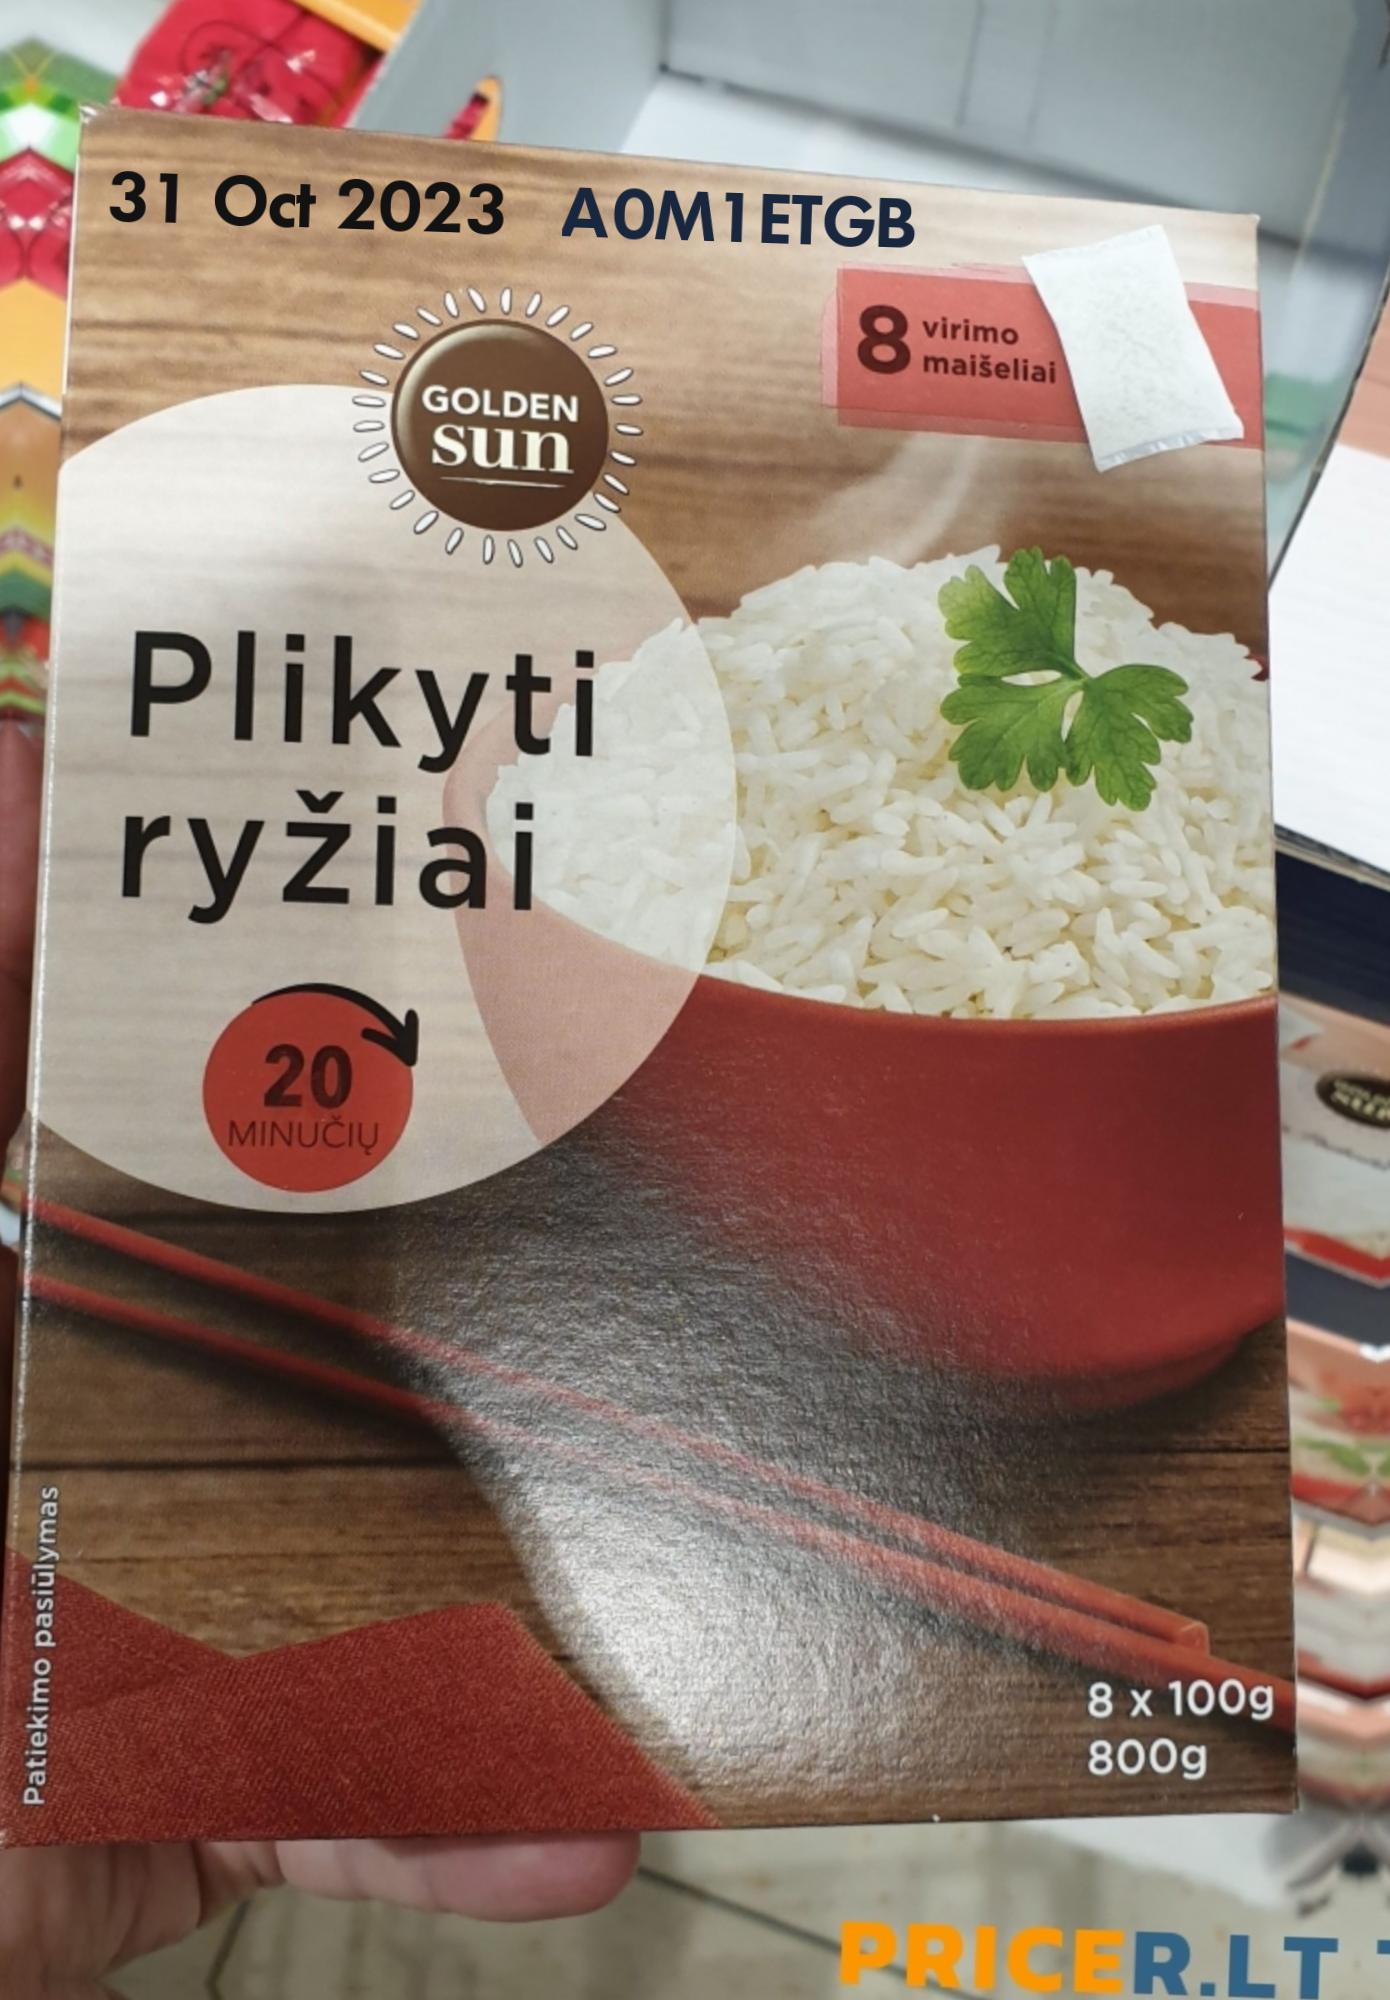 31 Oct 2023 A0M1ETGB
8 virimo
maišeliai
GOLDEN
sun
Plikyti
ryžiai
20
MINUČIŲ
Patiekimo pasiūlymas
8 x 100g
800g
PRICER.LT